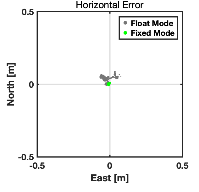 Horizontal Error
0.5
Float Mode
Fixed Mode
North [m]
0
-0.5
-0.5
0
0.5
East [m]